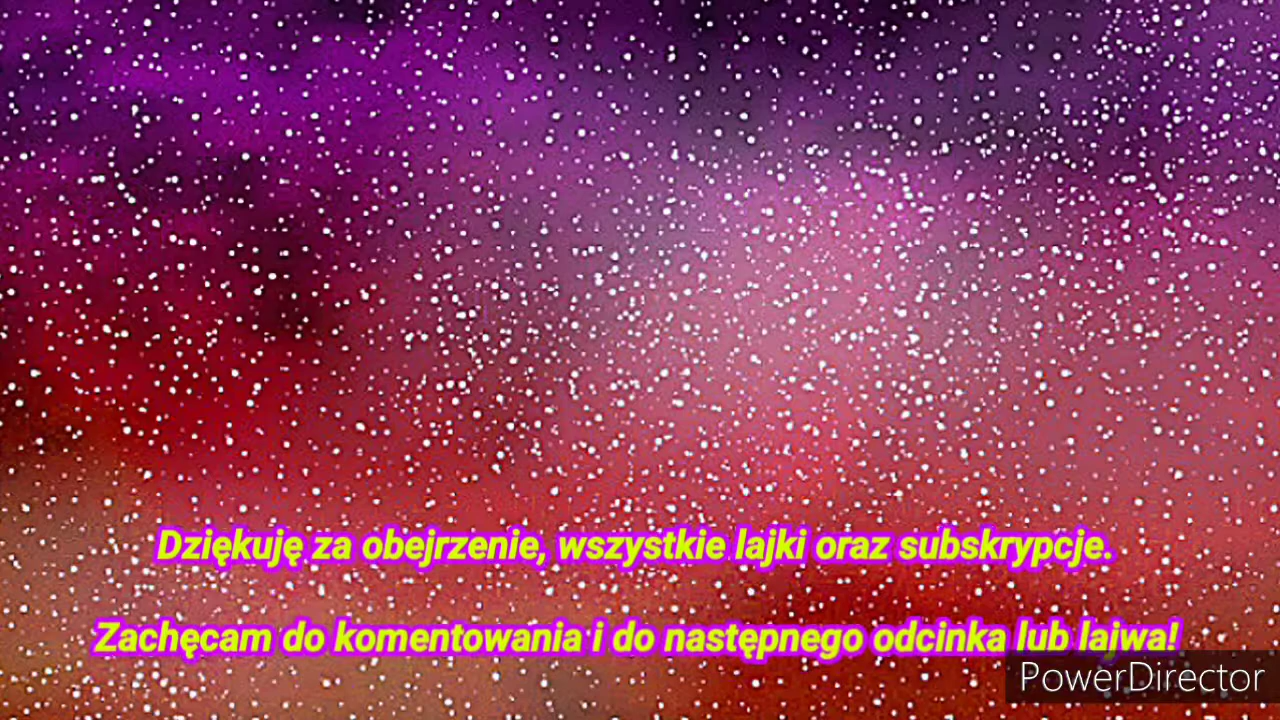 Dziękuję za obejrzenie, wszystkie lajki oraz subskrypcje.
Zachęcam do komentowania i do następnego odcinka lub lajwa!
PowerDirector